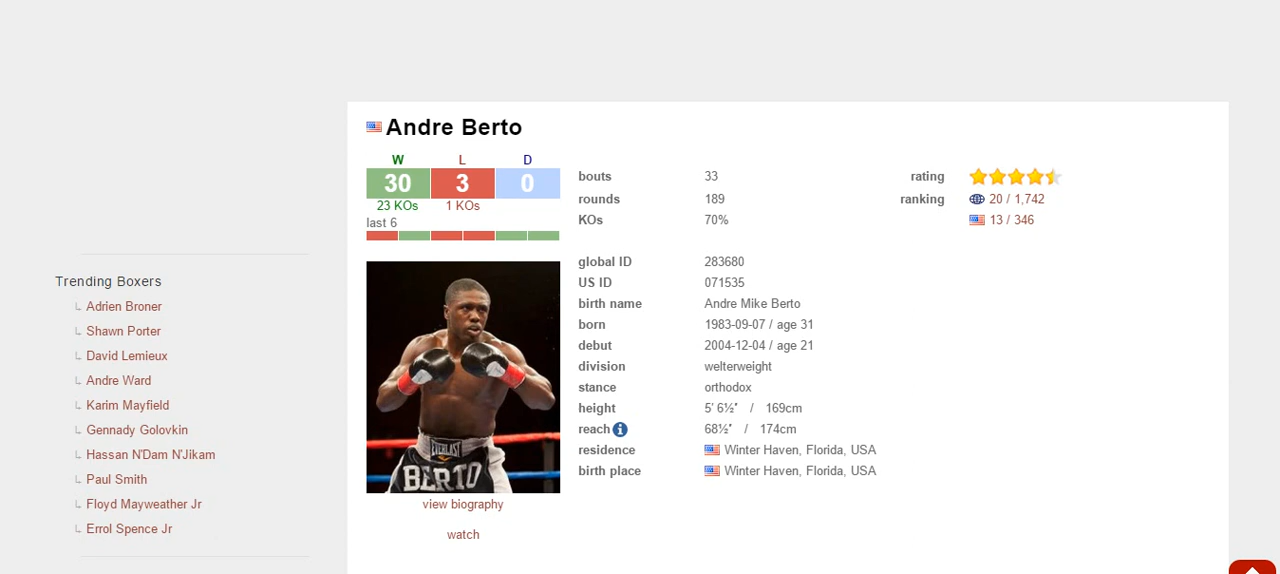 Andre Berto
W L D
30 3 0
23 KOs 1 KOs
last 6
bouts 33
rounds 189
KOs 70%
rating
ranking 20 / 1,742
13 / 346
global ID 283680
US ID 071535
birth name Andre Mike Berto
born 1983-09-07 / age 31
debut 2004-12-04 / age 21
division welterweight
stance orthodox
height 5′ 6½″ / 169cm
reach 68½″ / 174cm
residence Winter Haven, Florida, USA
birth place Winter Haven, Florida, USA
EVERLAST
BERTO
view biography
watch
Trending Boxers
Adrien Broner
Shawn Porter
David Lemieux
Andre Ward
Karim Mayfield
Gennady Golovkin
Hassan N'Dam N'Jikam
Paul Smith
Floyd Mayweather Jr
Errol Spence Jr